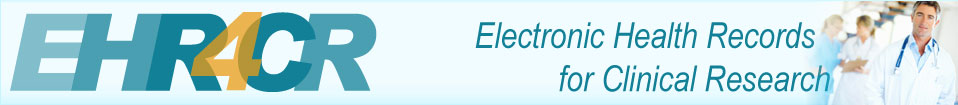 EHR4CR
Electronic Health Records
for Clinical Research